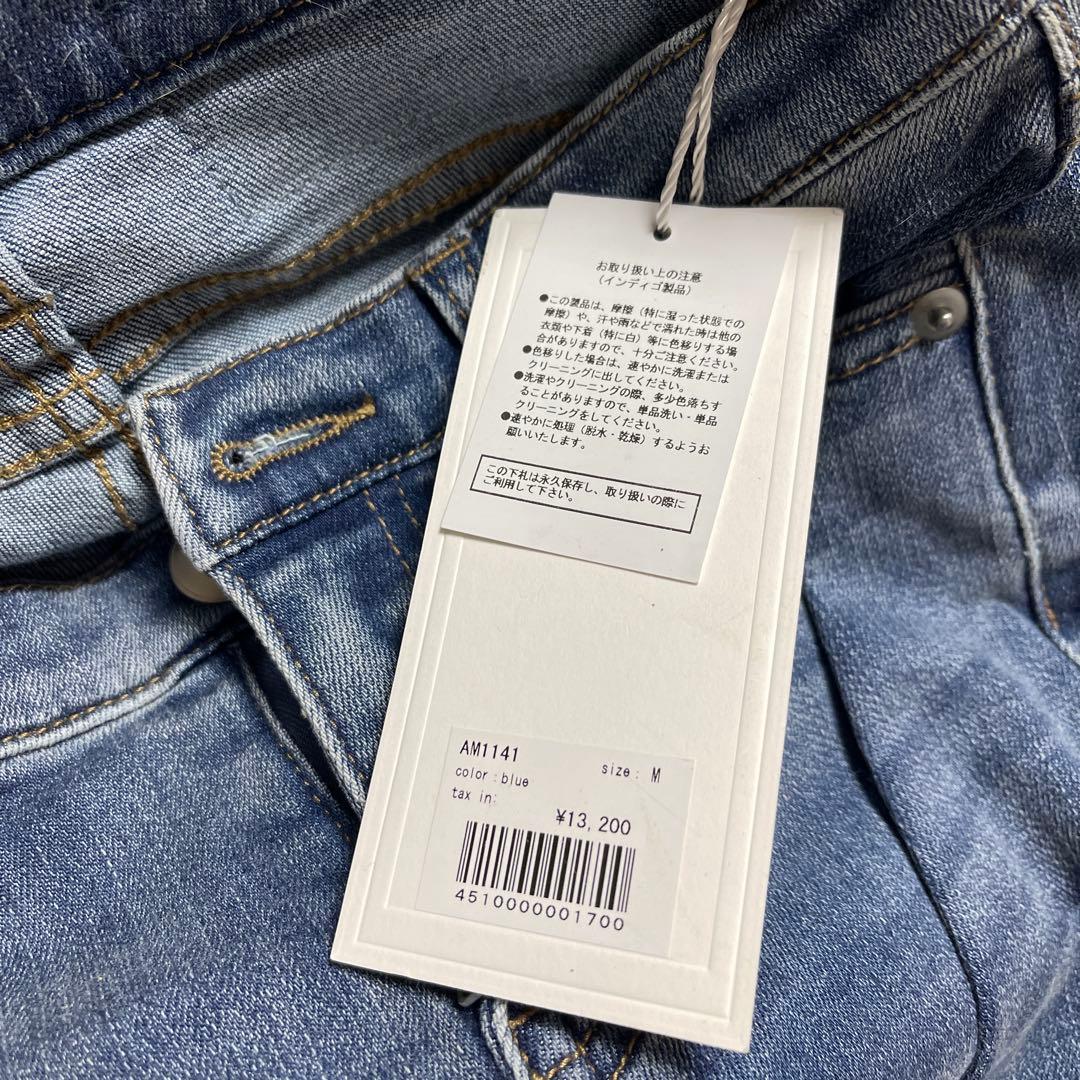 お取り扱い上の注意
(インディゴ製品)
●この製品は、摩擦(特に湿った状態での
摩擦)や、汗や雨などで濡れた時は他の
衣類や下着(特に白)等に色移りする場
合がありますので、十分ご注意ください。
●色移りした場合は、速やかに洗濯または
クリーニングに出してください。
●洗濯やクリーニングの際、多少色落ちす
ることがありますので、単品洗い・単品
クリーニングをしてください。
●速やかに処理(脱水・乾燥)するようお
願いいたします。
この下札は永久保存し、取り扱いの際に
ご利用して下さい。
AM1141
color:blue size: M
tax in:
¥13,200
4510000001700